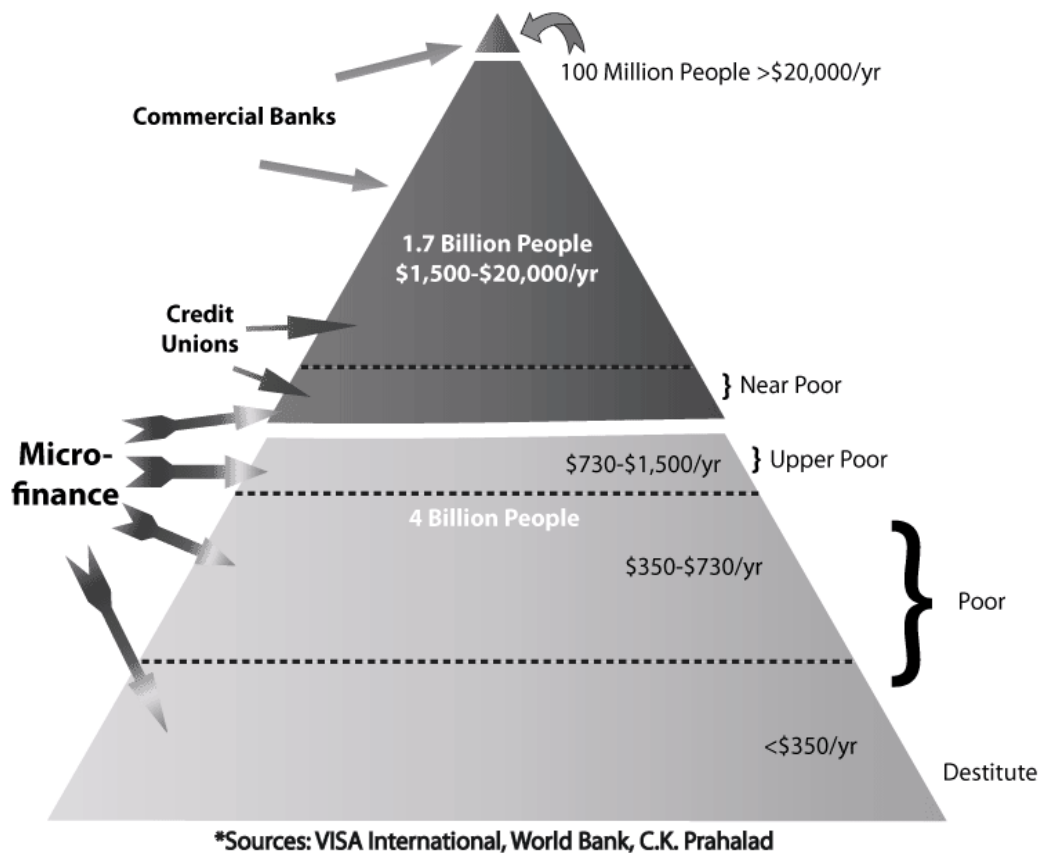 100 Million People >$20,000/yr
Commercial Banks
1.7 Billion People
$1,500-$20,000/yr
Credit
Unions
} Near Poor
Micro-
finance
$730-$1,500/yr
} Upper Poor
4 Billion People
$350-$730/yr
} Poor
<$350/yr
Destitute
*Sources: VISA International, World Bank, C.K. Prahalad